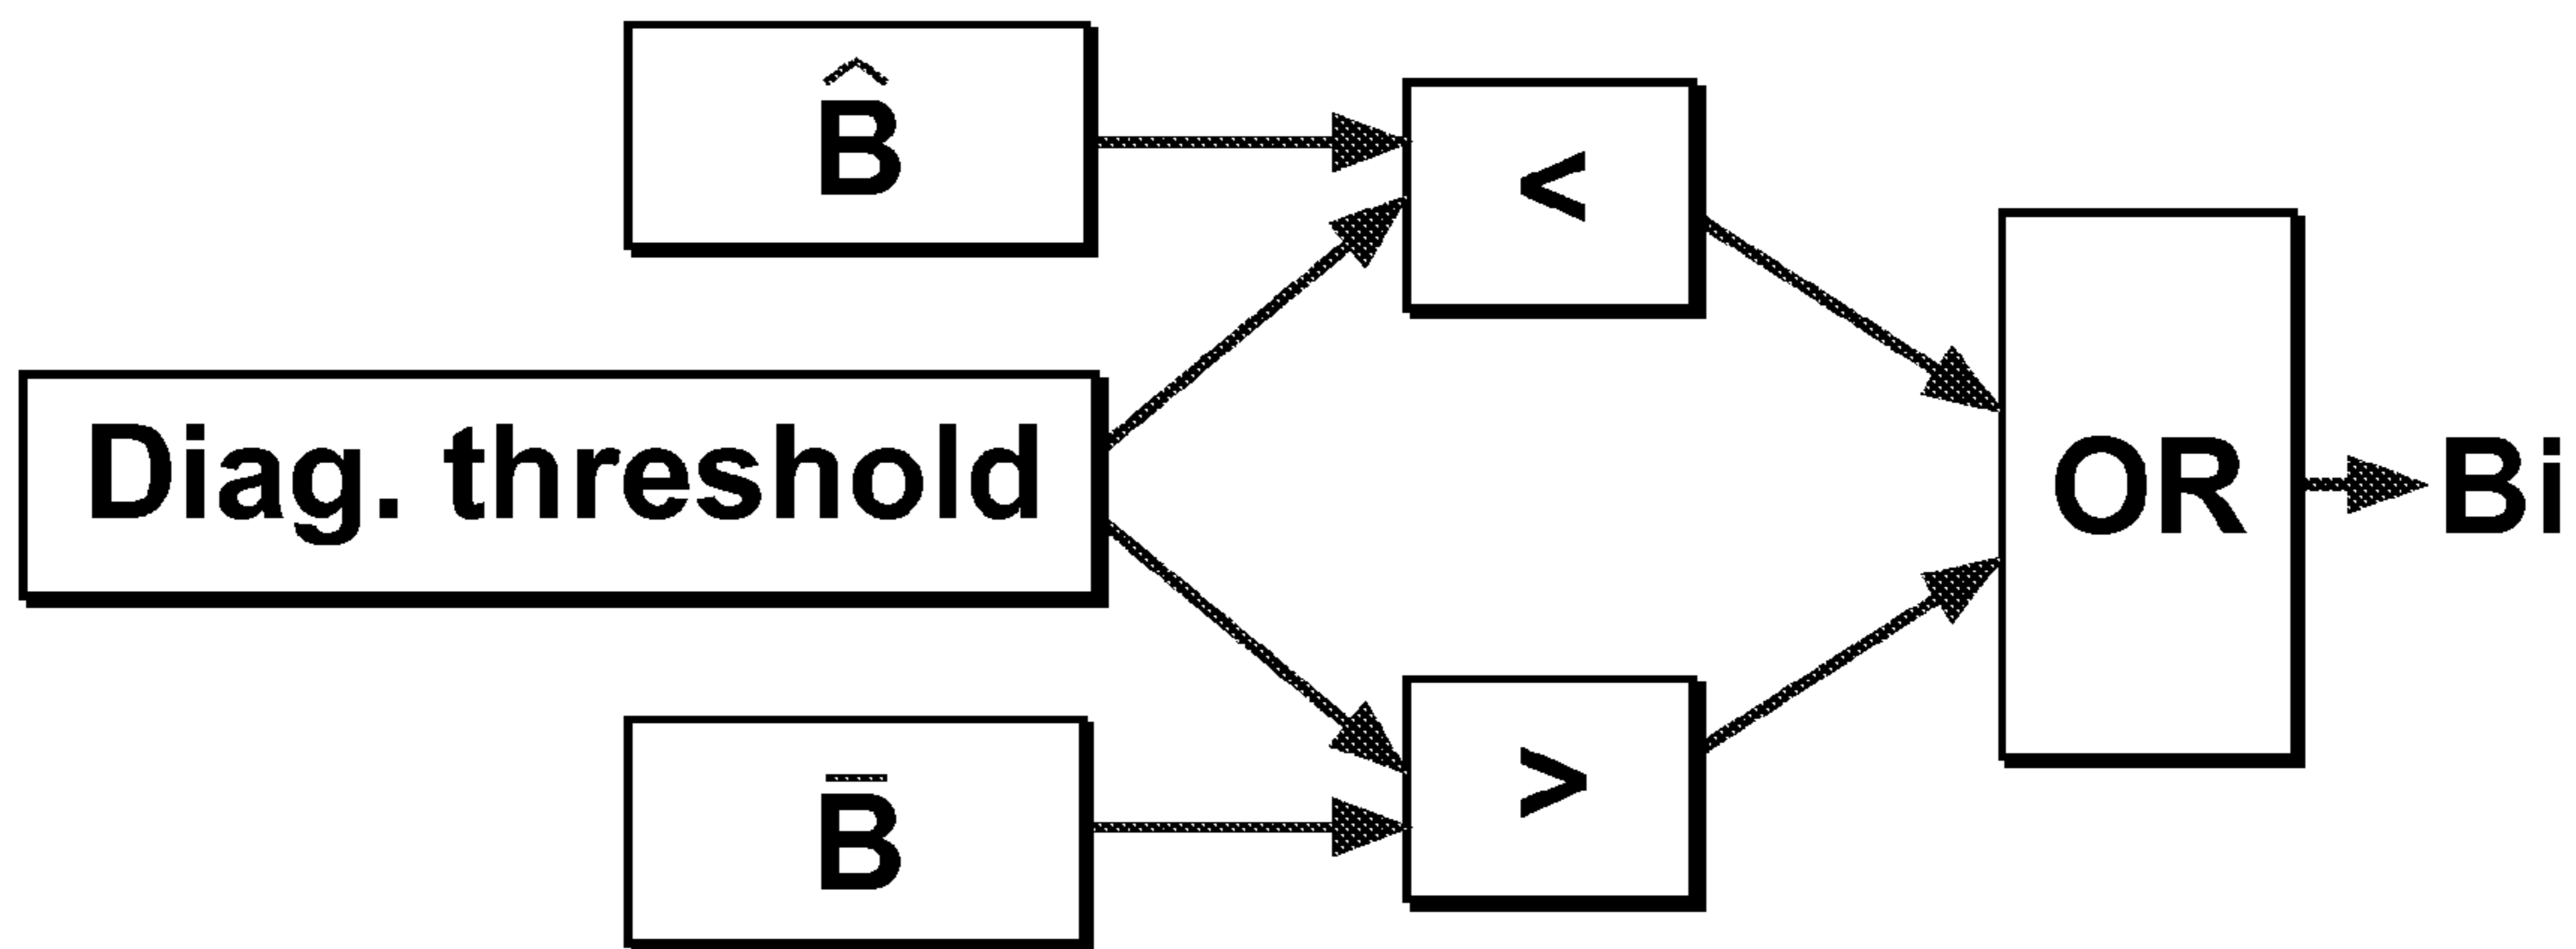 B̂
<
Diag. threshold
OR
Bi
B̄
>